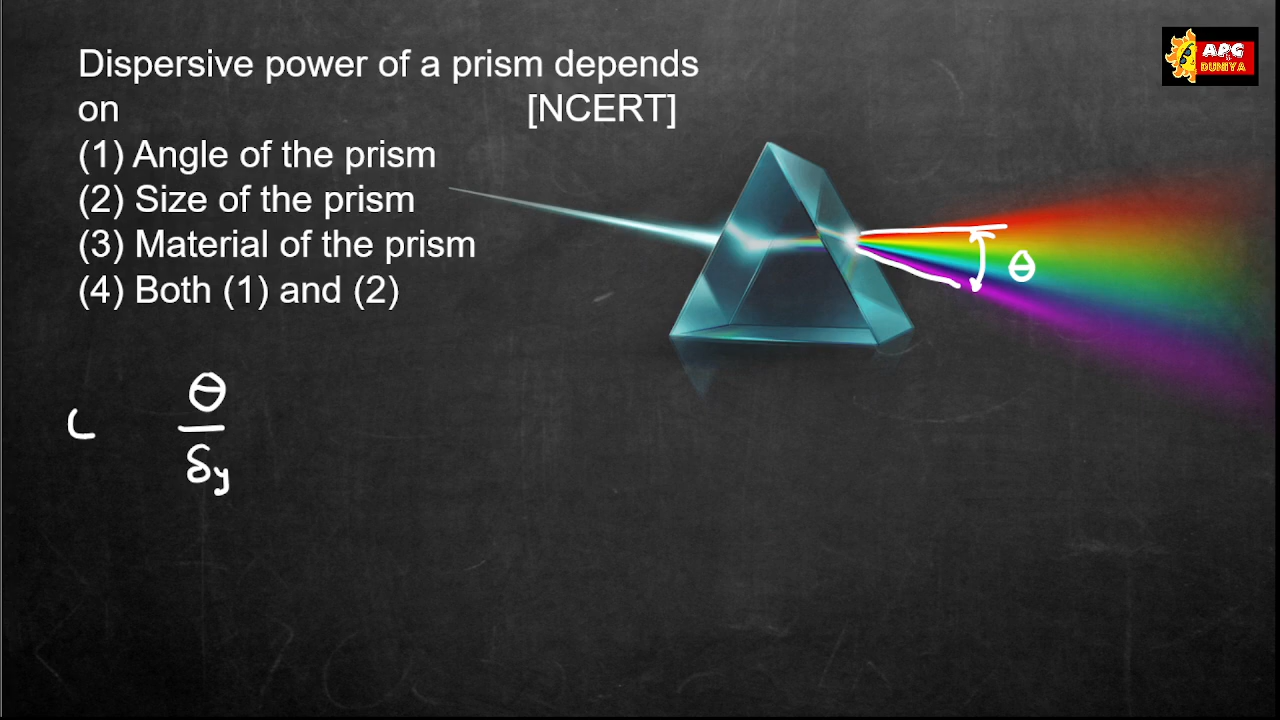 Dispersive power of a prism depends
on [NCERT]
(1) Angle of the prism
(2) Size of the prism
(3) Material of the prism
(4) Both (1) and (2)
θ
θ
δy
APG
DUNIYA